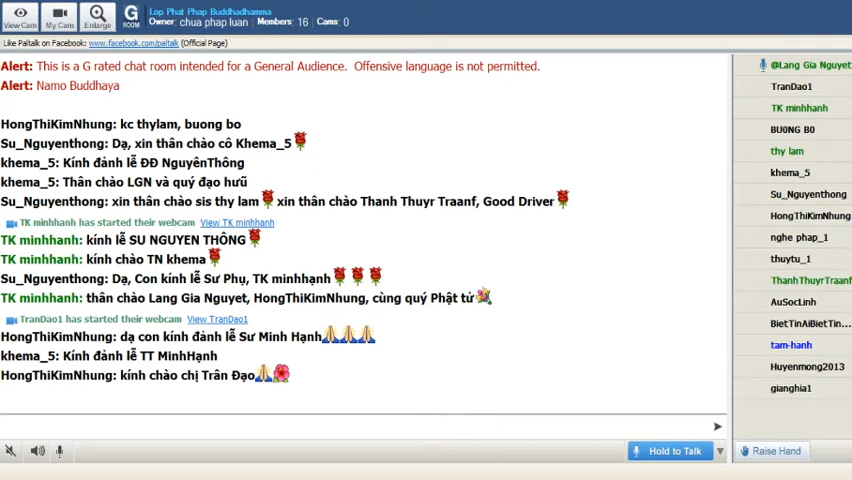 Lop Phat Phap Buddhadhamma
Owner: chua phap luan Members: 16 Cams: 0
View Cam
My Cam
Enlarge
G
ROOM
Like Paltalk on Facebook: www.facebook.com/paltalk (Official Page)
Alert: This is a G rated chat room intended for a General Audience. Offensive language is not permitted.
Alert: Namo Buddhaya
HongThiKimNhung: kc thylam, buong bo
Su_Nguyenthong: Dạ, xin thân chào cô Khema_5
khema_5: Kính đảnh lễ ĐĐ NguyênThông
khema_5: Thân chào LGN và quý đạo hưũ
Su_Nguyenthong: xin thân chào sis thy lam xin thân chào Thanh Thuyr Traanf, Good Driver
TK minhhanh has started their webcam View TK minhhanh
TK minhhanh: kính lễ SU NGUYEN THÔNG
TK minhhanh: kính chào TN khema
Su_Nguyenthong: Dạ, Con kính lễ Sư Phụ, TK minhhạnh
TK minhhanh: thân chào Lang Gia Nguyet, HongThiKimNhung, cùng quý Phật tử
TranDao1 has started their webcam View TranDao1
HongThiKimNhung: dạ con kính đảnh lễ Sư Minh Hạnh
khema_5: Kính đảnh lễ TT MinhHạnh
HongThiKimNhung: kính chào chị Trân Đạo
Hold to Talk
@Lang Gia Nguyet
TranDao1
TK minhhanh
BU0NG B0
thy lam
khema_5
Su_Nguyenthong
HongThiKimNhung
nghe phap_1
thuytu_1
ThanhThuyrTraanf
AuSocLinh
BietTinAiBietTin...
tam-hanh
Huyenmong2013
gianghia1
Raise Hand